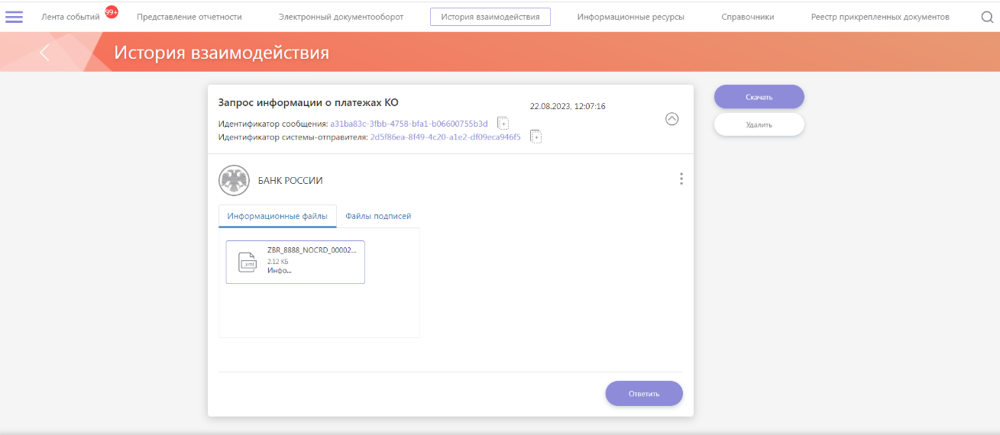 Лента событий 99+ Представление отчетности Электронный документооборот История взаимодействия Информационные ресурсы Справочники Реестр прикрепленных документов
История взаимодействия
Запрос информации о платежах КО
22.08.2023, 12:07:16
Идентификатор сообщения: a31ba83c-3fbb-4758-bfa1-b06600755b3d
Идентификатор системы-отправителя: 2d5f86ea-8f49-4c20-a1e2-df09eca946f5
Скачать
Удалить
БАНК РОССИИ
Информационные файлы Файлы подписей
ZBR_8888_NOCRD_00002...
.xml
2.12 КБ
Инфо...
Ответить